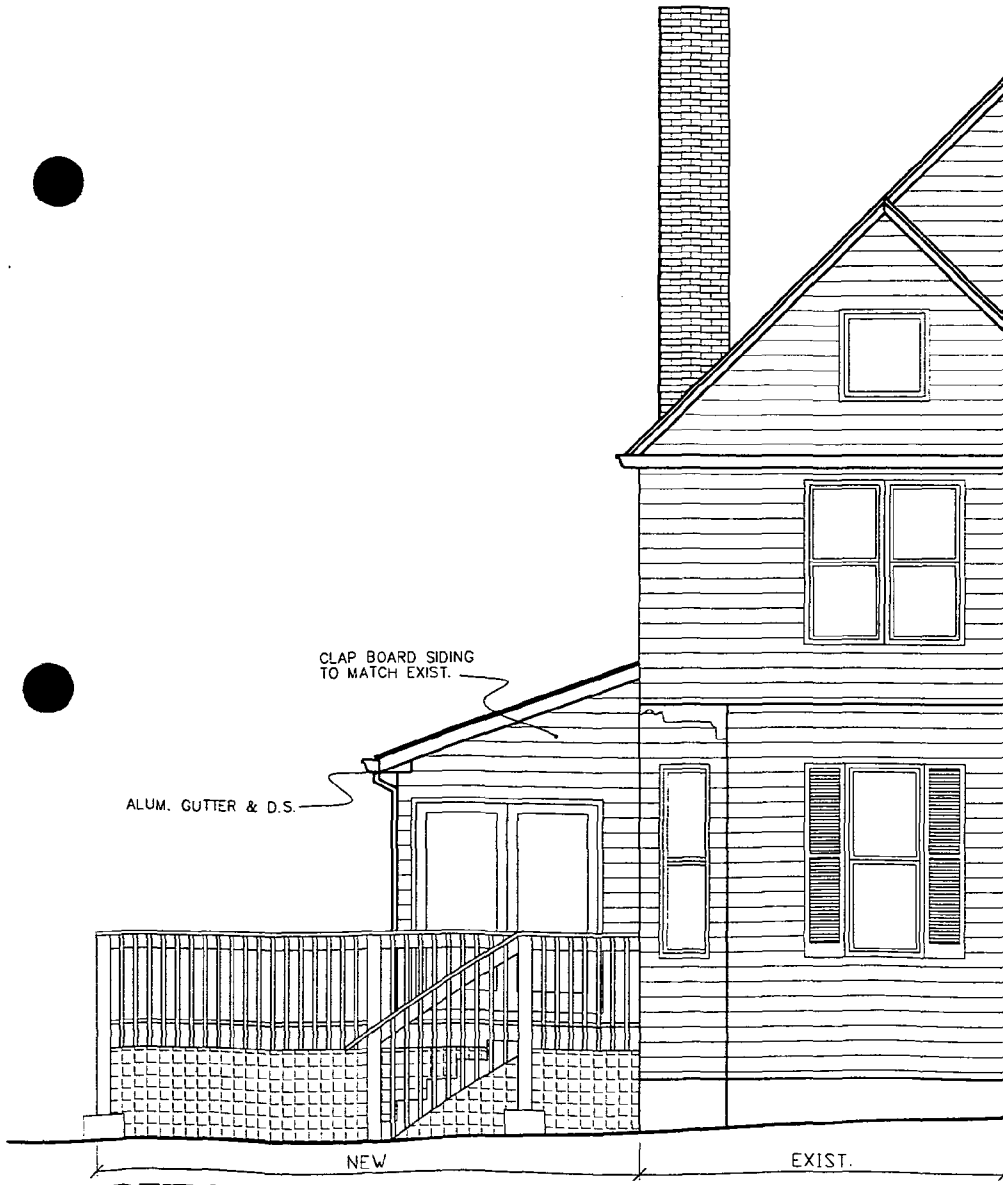 CLAP BOARD SIDING
TO MATCH EXIST.
ALUM. GUTTER & D.S.
NEW
EXIST.